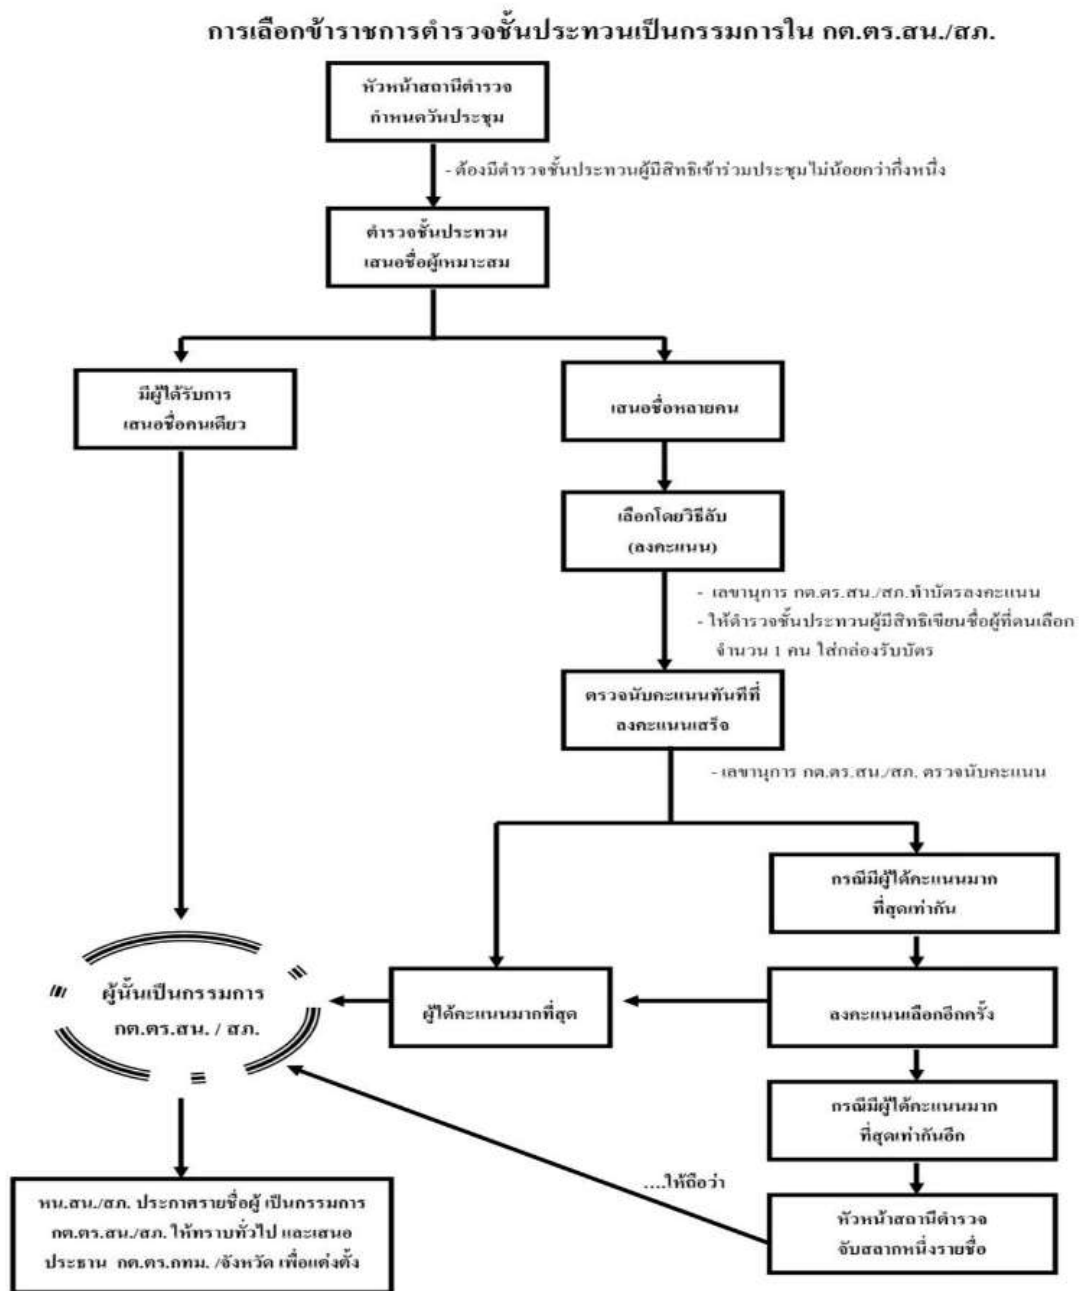 การเลือกข้าราชการตำรวจชั้นประทวนเป็นกรรมการใน กต.ตร.สน./สภ.
หัวหน้าสถานีตำรวจ
กำหนดวันประชุม
- ต้องมีตำรวจชั้นประทวนผู้มีสิทธิเข้าร่วมประชุมไม่น้อยกว่ากึ่งหนึ่ง
ตำรวจชั้นประทวน
เสนอชื่อผู้เหมาะสม
มีผู้ได้รับการ
เสนอชื่อคนเดียว
เสนอชื่อหลายคน
เลือกโดยวิธีลับ
(ลงคะแนน)
- เลขานุการ กต.ตร.สน./สภ.ทำบัตรลงคะแนน
- ให้ตำรวจชั้นประทวนผู้มีสิทธิเขียนชื่อผู้ที่ตนเลือก
จำนวน 1 คน ใส่กล่องรับบัตร
ตรวจนับคะแนนทันทีที่
ลงคะแนนเสร็จ
- เลขานุการ กต.ตร.สน./สภ. ตรวจนับคะแนน
กรณีมีผู้ได้คะแนนมาก
ที่สุดเท่ากัน
ผู้นั้นเป็นกรรมการ
กต.ตร.สน. / สภ.
ผู้ได้คะแนนมากที่สุด
ลงคะแนนเลือกอีกครั้ง
กรณีมีผู้ได้คะแนนมาก
ที่สุดเท่ากันอีก
....ให้ถือว่า
หัวหน้าสถานีตำรวจ
จับสลากหนึ่งรายชื่อ
หน.สน./สภ. ประกาศรายชื่อผู้ เป็นกรรมการ
กต.ตร.สน./สภ. ให้ทราบทั่วไป และเสนอ
ประธาน กต.ตร.กทม. /จังหวัด เพื่อแต่งตั้ง